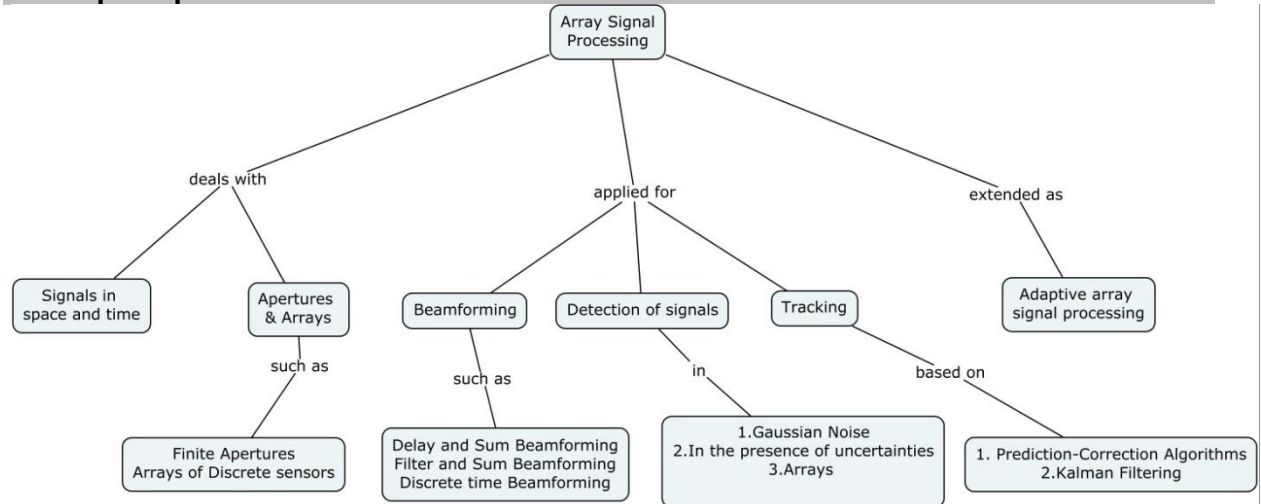 Array Signal
Processing
deals with
applied for
extended as
Signals in
space and time
Apertures
& Arrays
Beamforming
Detection of signals
Tracking
Adaptive array
signal processing
such as
such as
in
based on
Finite Apertures
Arrays of Discrete sensors
Delay and Sum Beamforming
Filter and Sum Beamforming
Discrete time Beamforming
1.Gaussian Noise
2.In the presence of uncertainties
3.Arrays
1. Prediction-Correction Algorithms
2.Kalman Filtering